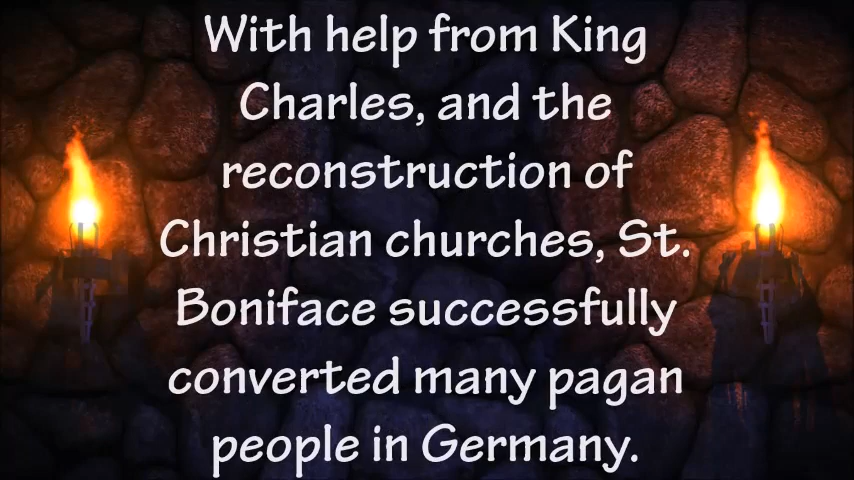 With help from King
Charles, and the
reconstruction of
Christian churches, St.
Boniface successfully
converted many pagan
people in Germany.